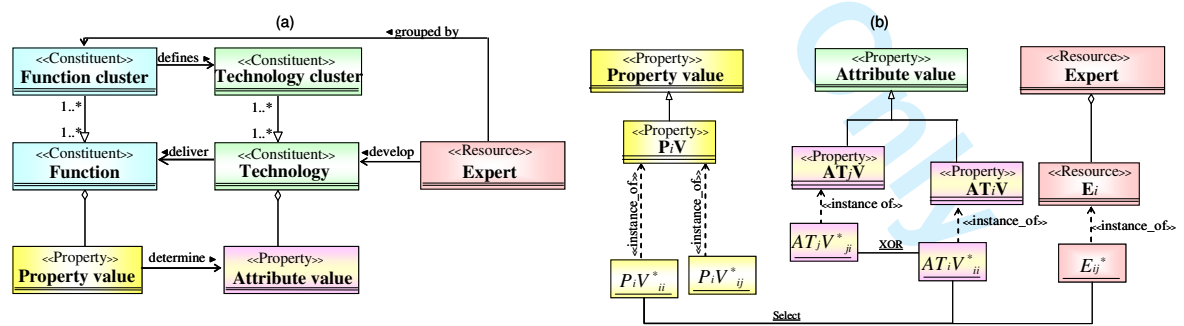 (a)
grouped by
<<Constituent>>
Function cluster
defines
<<Constituent>>
Technology cluster
1..*
1..*
1..*
1..*
<<Constituent>>
Function
deliver
<<Constituent>>
Technology
develop
<<Resource>>
Expert
<<Property>>
Property value
determine
<<Property>>
Attribute value
(b)
Only
<<Property>>
Property value
<<Property>>
Attribute value
<<Resource>>
Expert
<<Property>>
PiV
<<Property>>
ATjV
<<Property>>
ATiV
<<Resource>>
Ei
<<instance_of>>
<<instance_of>>
<<instance of>>
<<instance_of>>
<<instance_of>>
PiV*ii
PiV*ij
ATjV*ji
XOR
ATiV*ii
Eij*
Select